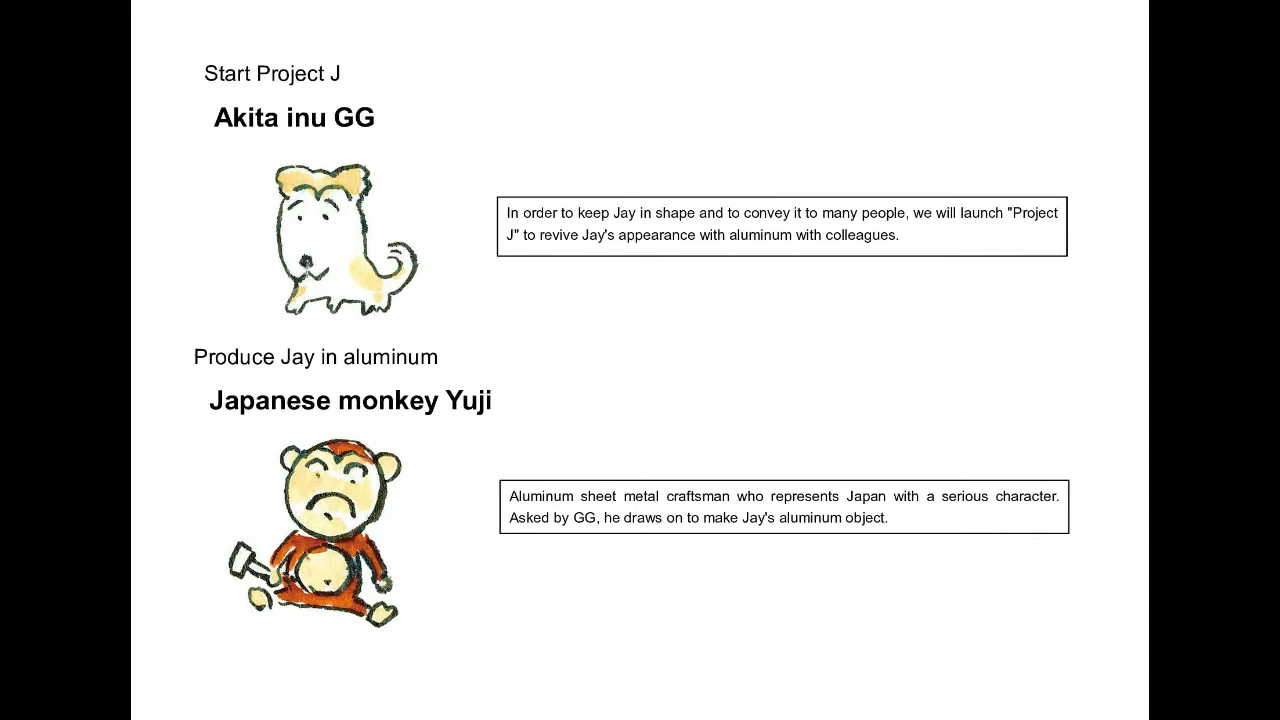 Start Project J
Akita inu GG
In order to keep Jay in shape and to convey it to many people, we will launch "Project
J" to revive Jay's appearance with aluminum with colleagues.
Produce Jay in aluminum
Japanese monkey Yuji
Aluminum sheet metal craftsman who represents Japan with a serious character.
Asked by GG, he draws on to make Jay's aluminum object.